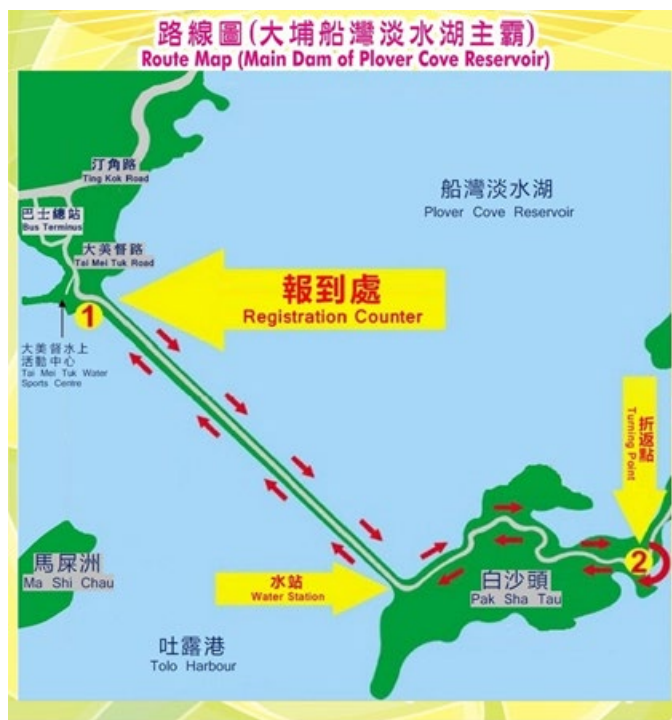 路線圖(大埔船灣淡水湖主霸)
Route Map (Main Dam of Plover Cove Reservoir)
汀角路
Ting Kok Road
船灣淡水湖
Plover Cove Reservoir
巴士總站
Bus Terminus
大美督路
Tai Mei Tuk Road
報到處
Registration Counter
1
大美督水上
活動中心
Tai Mei Tuk Water
Sports Centre
折返點
Turning Point
馬屎洲
Ma Shi Chau
水站
Water Station
2
白沙頭
Pak Sha Tau
吐露港
Tolo Harbour